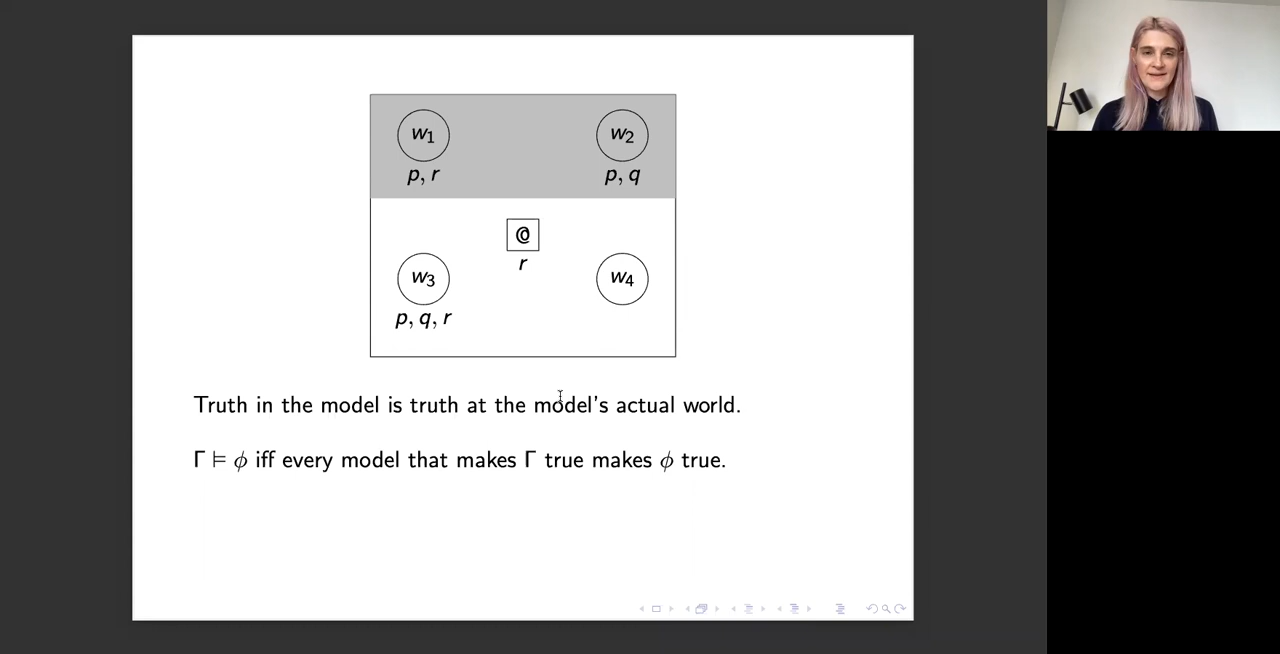 w₁ w₂
p, r p, q
@
r
w₃ w₄
p, q, r
Truth in the model is truth at the model's actual world.
Γ ⊨ ϕ iff every model that makes Γ true makes ϕ true.